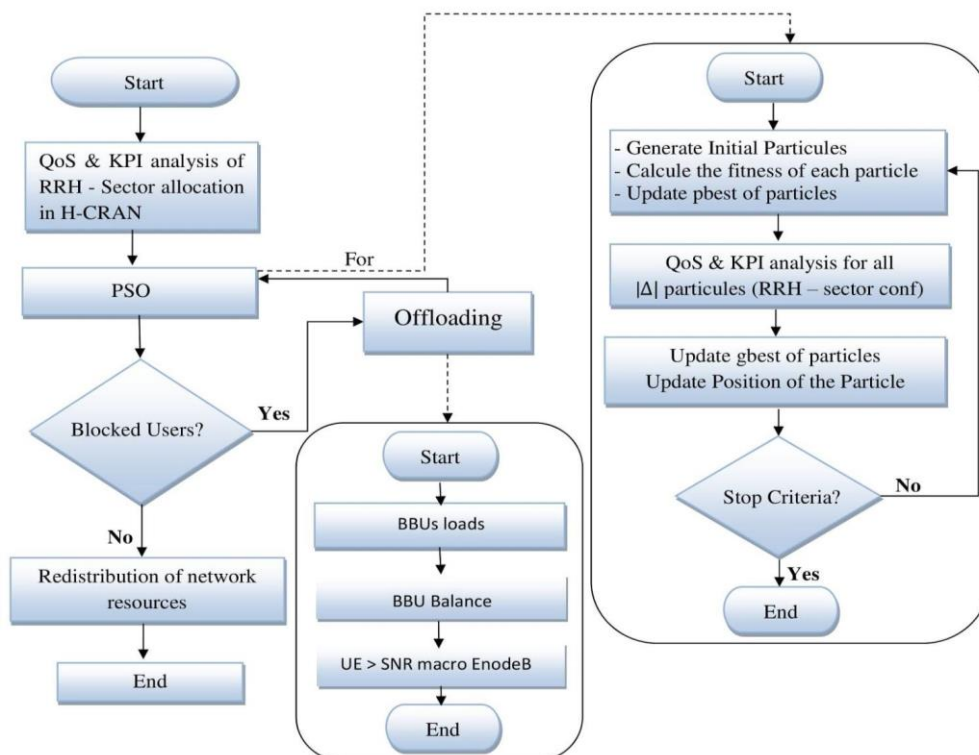 Start
QoS & KPI analysis of
RRH - Sector allocation
in H-CRAN
PSO
For
Offloading
Blocked Users?
Yes
No
Redistribution of network
resources
End
Start
BBUs loads
BBU Balance
UE > SNR macro EnodeB
End
Start
- Generate Initial Particules
- Calcule the fitness of each particle
- Update pbest of particles
QoS & KPI analysis for all
|Δ| particules (RRH – sector conf)
Update gbest of particles
Update Position of the Particle
Stop Criteria?
No
Yes
End